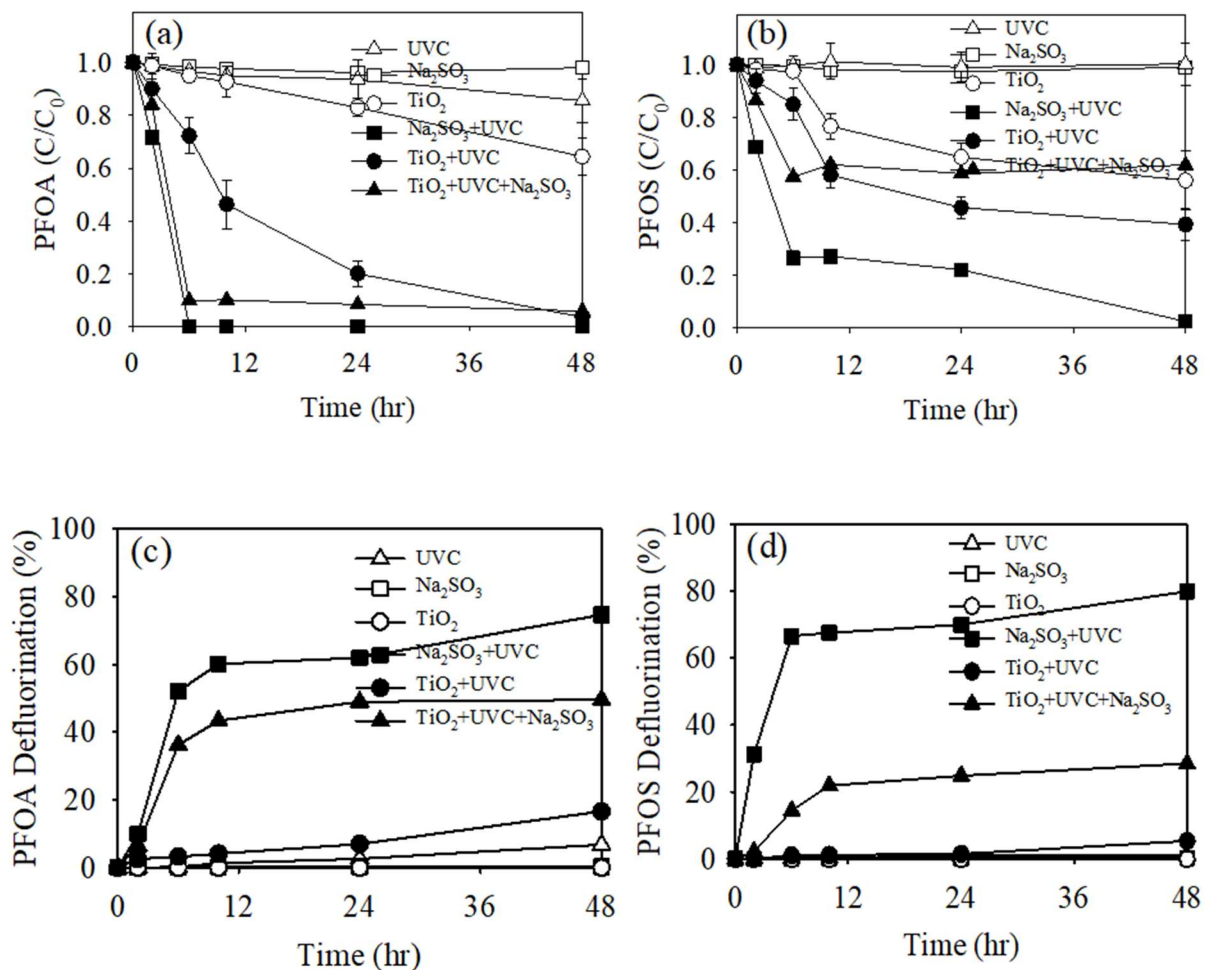 (a)
UVC
Na₂SO₃
TiO₂
Na₂SO₃+UVC
TiO₂+UVC
TiO₂+UVC+Na₂SO₃
PFOA (C/C₀)
1.0
0.8
0.6
0.4
0.2
0.0
0 12 24 36 48
Time (hr)
(b)
UVC
Na₂SO₃
TiO₂
Na₂SO₃+UVC
TiO₂+UVC
TiO₂+UVC+Na₂SO₃
PFOS (C/C₀)
1.0
0.8
0.6
0.4
0.2
0.0
0 12 24 36 48
Time (hr)
(c)
UVC
Na₂SO₃
TiO₂
Na₂SO₃+UVC
TiO₂+UVC
TiO₂+UVC+Na₂SO₃
PFOA Defluorination (%)
100
80
60
40
20
0
0 12 24 36 48
Time (hr)
(d)
UVC
Na₂SO₃
TiO₂
Na₂SO₃+UVC
TiO₂+UVC
TiO₂+UVC+Na₂SO₃
PFOS Defluorination (%)
100
80
60
40
20
0
0 12 24 36 48
Time (hr)